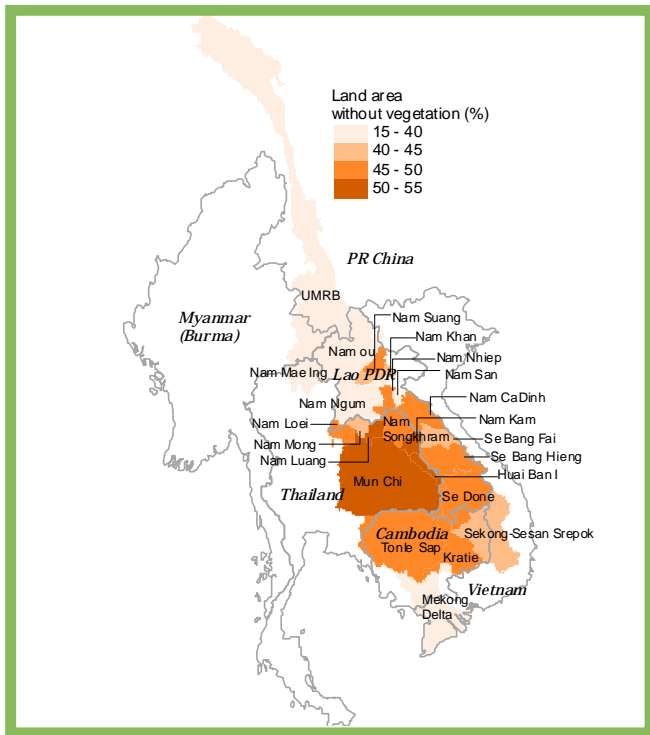 Land area
without vegetation (%)
15 - 40
40 - 45
45 - 50
50 - 55
PR China
UMRB
Myanmar
(Burma)
Nam Suang
Nam Khan
Nam ou
Nam Nhiep
Nam Mae Ing
Lao PDR
Nam San
Nam Ngum
Nam CaDinh
Nam Loei
Nam
Songkhram
Nam Kam
Nam Mong
Se Bang Fai
Nam Luang
Se Bang Hieng
Huai Ban I
Mun Chi
Thailand
Se Done
Cambodia
Sekong-Sesan Srepok
Tonle Sap
Kratie
Vietnam
Mekong
Delta